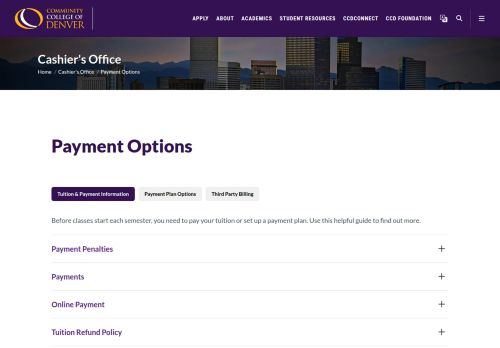 COMMUNITY
COLLEGE OF
DENVER
APPLY ABOUT ACADEMICS STUDENT RESOURCES CCDCONNECT CCD FOUNDATION
Cashier's Office
Home / Cashier's Office / Payment Options
Payment Options
Tuition & Payment Information Payment Plan Options Third Party Billing
Before classes start each semester, you need to pay your tuition or set up a payment plan. Use this helpful guide to find out more.
Payment Penalties
Payments
Online Payment
Tuition Refund Policy